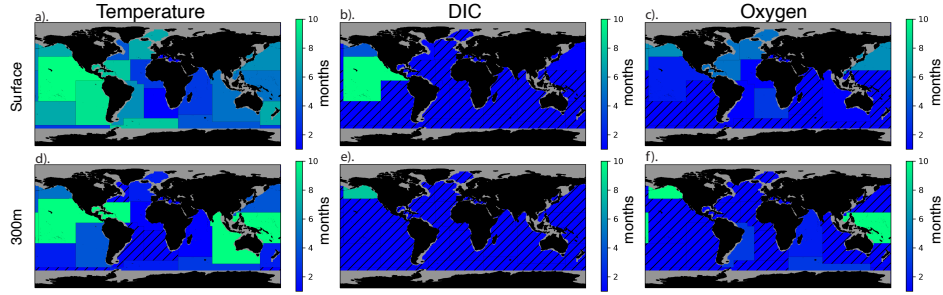 Temperature DIC Oxygen
a). b). c).
Surface
10 8 6 4 2 months
10 8 6 4 2 months
10 8 6 4 2 months
d). e). f).
300m
10 8 6 4 2 months
10 8 6 4 2 months
10 8 6 4 2 months